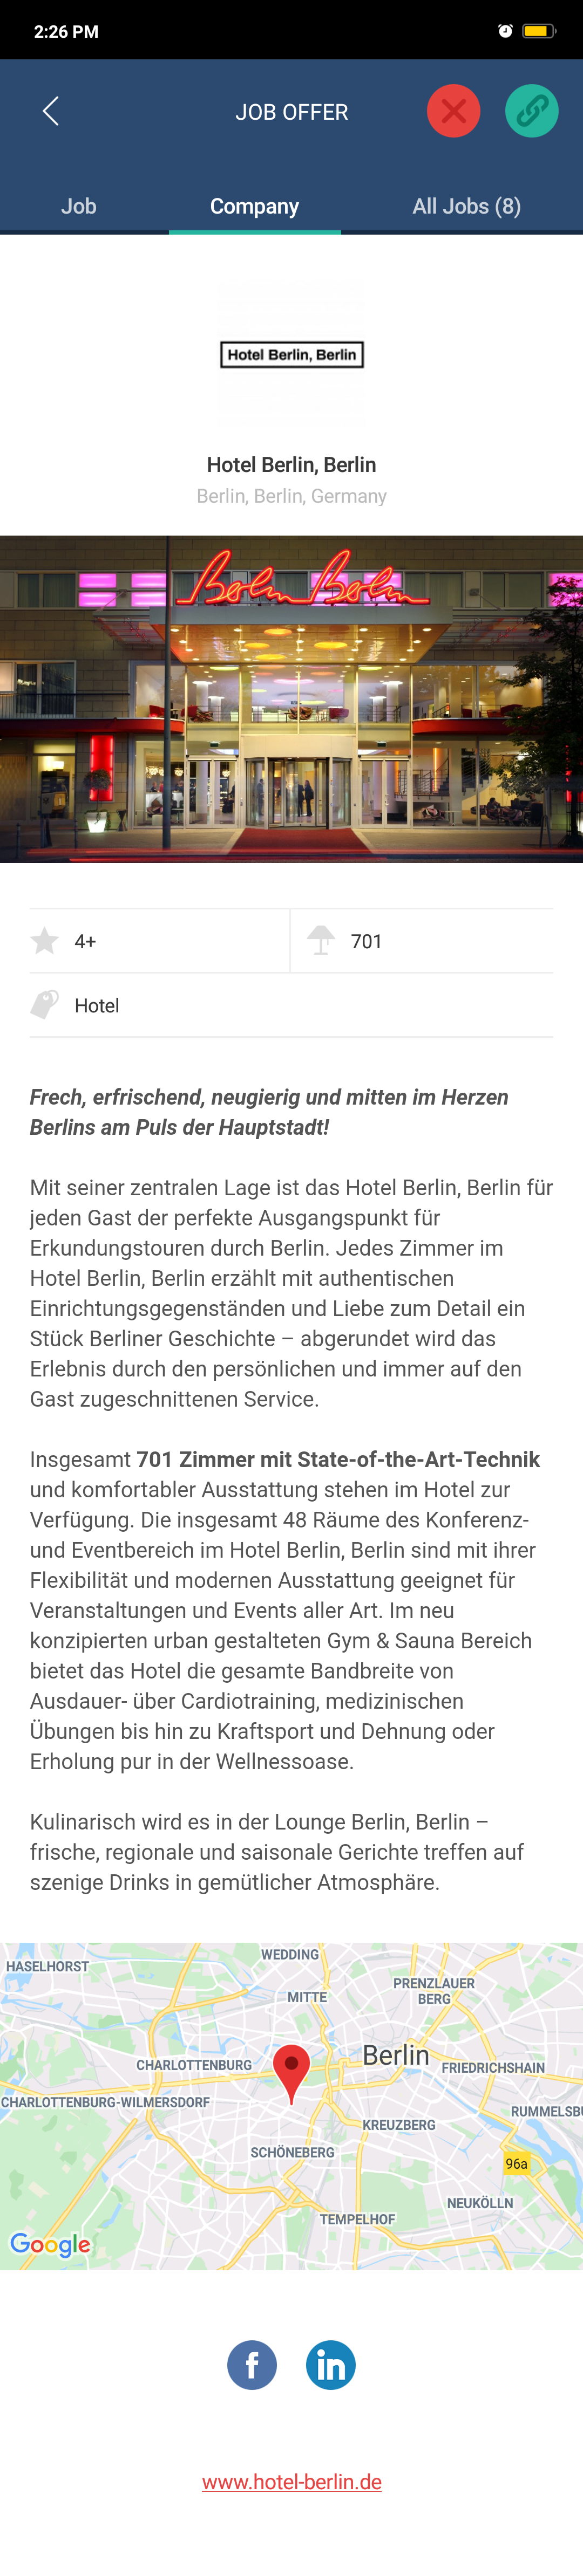 2:26 PM
JOB OFFER
Job
Company
All Jobs (8)
Hotel Berlin, Berlin
Hotel Berlin, Berlin
Berlin, Berlin, Germany
Berlin Berlin
4+
701
Hotel
Frech, erfrischend, neugierig und mitten im Herzen
Berlins am Puls der Hauptstadt!
Mit seiner zentralen Lage ist das Hotel Berlin, Berlin für
jeden Gast der perfekte Ausgangspunkt für
Erkundungstouren durch Berlin. Jedes Zimmer im
Hotel Berlin, Berlin erzählt mit authentischen
Einrichtungsgegenständen und Liebe zum Detail ein
Stück Berliner Geschichte – abgerundet wird das
Erlebnis durch den persönlichen und immer auf den
Gast zugeschnittenen Service.
Insgesamt 701 Zimmer mit State-of-the-Art-Technik
und komfortabler Ausstattung stehen im Hotel zur
Verfügung. Die insgesamt 48 Räume des Konferenz-
und Eventbereich im Hotel Berlin, Berlin sind mit ihrer
Flexibilität und modernen Ausstattung geeignet für
Veranstaltungen und Events aller Art. Im neu
konzipierten urban gestalteten Gym & Sauna Bereich
bietet das Hotel die gesamte Bandbreite von
Ausdauer- über Cardiotraining, medizinischen
Übungen bis hin zu Kraftsport und Dehnung oder
Erholung pur in der Wellnessoase.
Kulinarisch wird es in der Lounge Berlin, Berlin –
frische, regionale und saisonale Gerichte treffen auf
szenige Drinks in gemütlicher Atmosphäre.
WEDDING
HASELHORST
PRENZLAUER
BERG
MITTE
Berlin
CHARLOTTENBURG
FRIEDRICHSHAIN
CHARLOTTENBURG-WILMERSDORF
RUMMELSBU
KREUZBERG
SCHÖNEBERG
96a
NEUKÖLLN
TEMPELHOF
Google
f
in
www.hotel-berlin.de